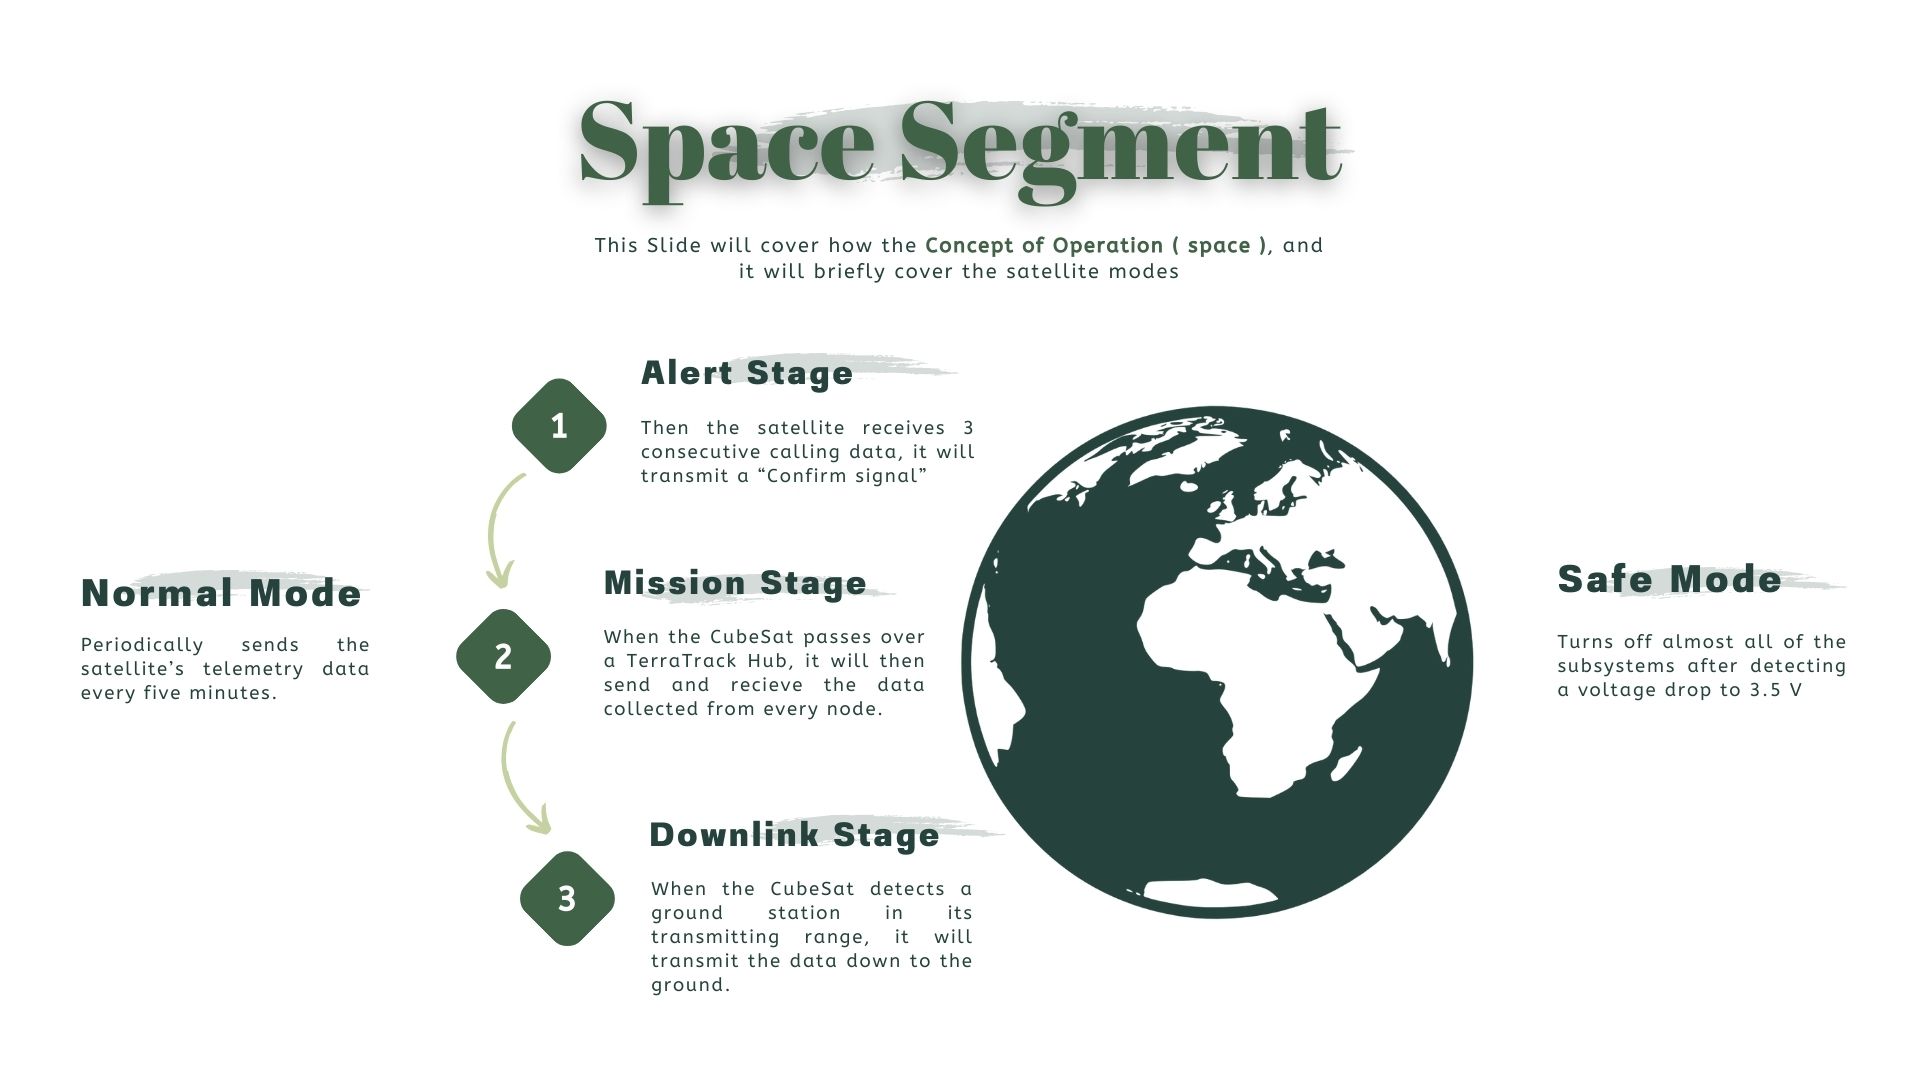 Space Segment
This Slide will cover how the Concept of Operation ( space ), and
it will briefly cover the satellite modes
Normal Mode
Periodically sends the
satellite’s telemetry data
every five minutes.
1
Alert Stage
Then the satellite receives 3
consecutive calling data, it will
transmit a “Confirm signal”
2
Mission Stage
When the CubeSat passes over
a TerraTrack Hub, it will then
send and recieve the data
collected from every node.
3
Downlink Stage
When the CubeSat detects a
ground station in its
transmitting range, it will
transmit the data down to the
ground.
Safe Mode
Turns off almost all of the
subsystems after detecting
a voltage drop to 3.5 V